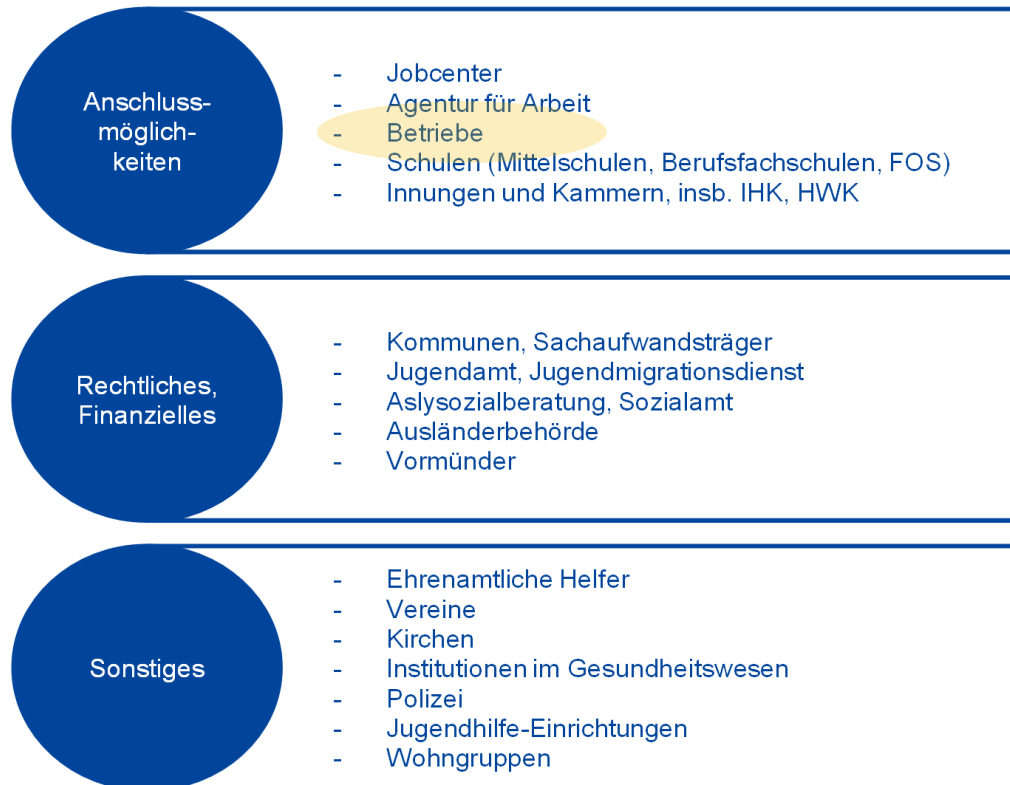 Anschluss-
möglich-
keiten
- Jobcenter
- Agentur für Arbeit
- Betriebe
- Schulen (Mittelschulen, Berufsfachschulen, FOS)
- Innungen und Kammern, insb. IHK, HWK
Rechtliches,
Finanzielles
- Kommunen, Sachaufwandsträger
- Jugendamt, Jugendmigrationsdienst
- Aslysozialberatung, Sozialamt
- Ausländerbehörde
- Vormünder
Sonstiges
- Ehrenamtliche Helfer
- Vereine
- Kirchen
- Institutionen im Gesundheitswesen
- Polizei
- Jugendhilfe-Einrichtungen
- Wohngruppen